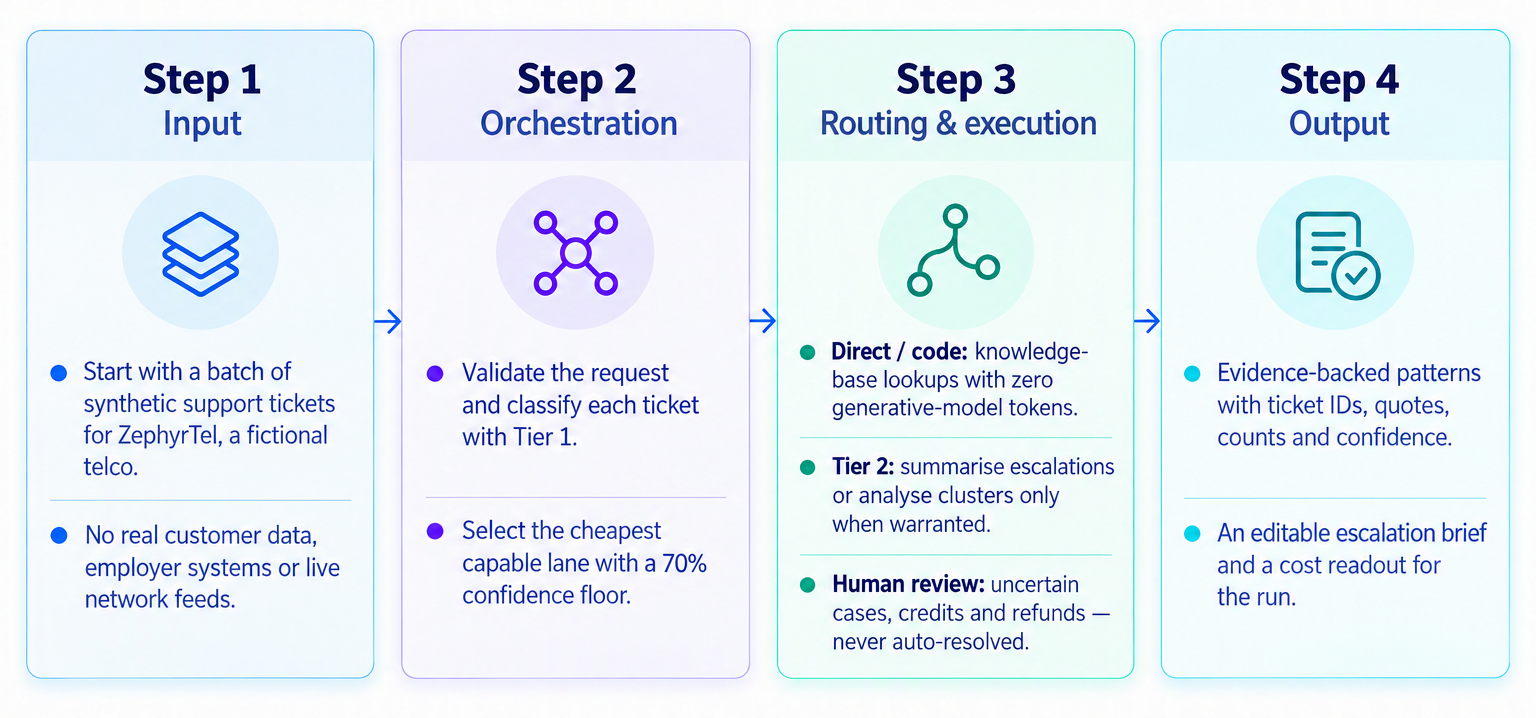 Step 1
Input
Start with a batch of
synthetic support tickets
for ZephyrTel, a fictional
telco.
No real customer data,
employer systems or live
network feeds.
Step 2
Orchestration
Validate the request
and classify each ticket
with Tier 1.
Select the cheapest
capable lane with a 70%
confidence floor.
Step 3
Routing & execution
Direct / code: knowledge-
base lookups with zero
generative-model tokens.
Tier 2: summarise escalations
or analyse clusters only
when warranted.
Human review: uncertain
cases, credits and refunds —
never auto-resolved.
Step 4
Output
Evidence-backed patterns
with ticket IDs, quotes,
counts and confidence.
An editable escalation brief
and a cost readout for
the run.